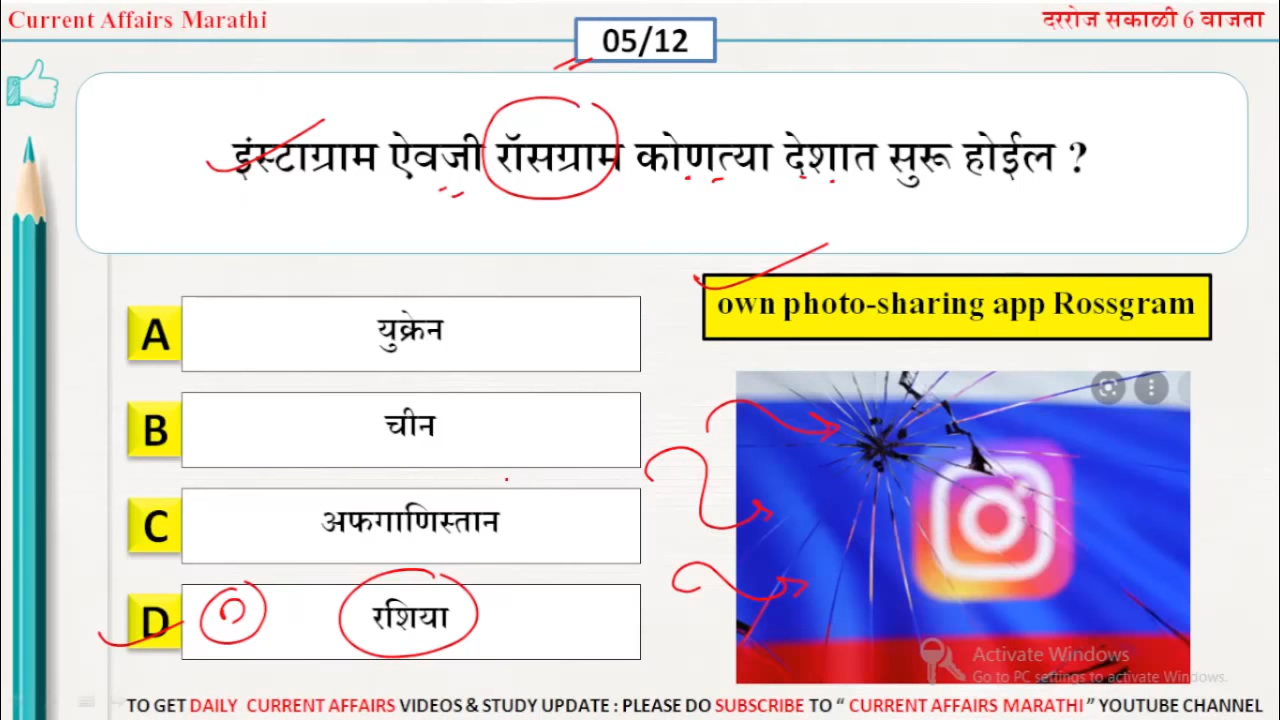 Current Affairs Marathi
दररोज सकाळी 6 वाजता
05/12
इंस्टाग्राम ऐवजी रॉसग्राम कोणत्या देशात सुरू होईल ?
own photo-sharing app Rossgram
A युक्रेन
B चीन
C अफगाणिस्तान
D रशिया
Activate Windows
Go to PC settings to activate Windows.
TO GET DAILY CURRENT AFFAIRS VIDEOS & STUDY UPDATE : PLEASE DO SUBSCRIBE TO “ CURRENT AFFAIRS MARATHI ” YOUTUBE CHANNEL